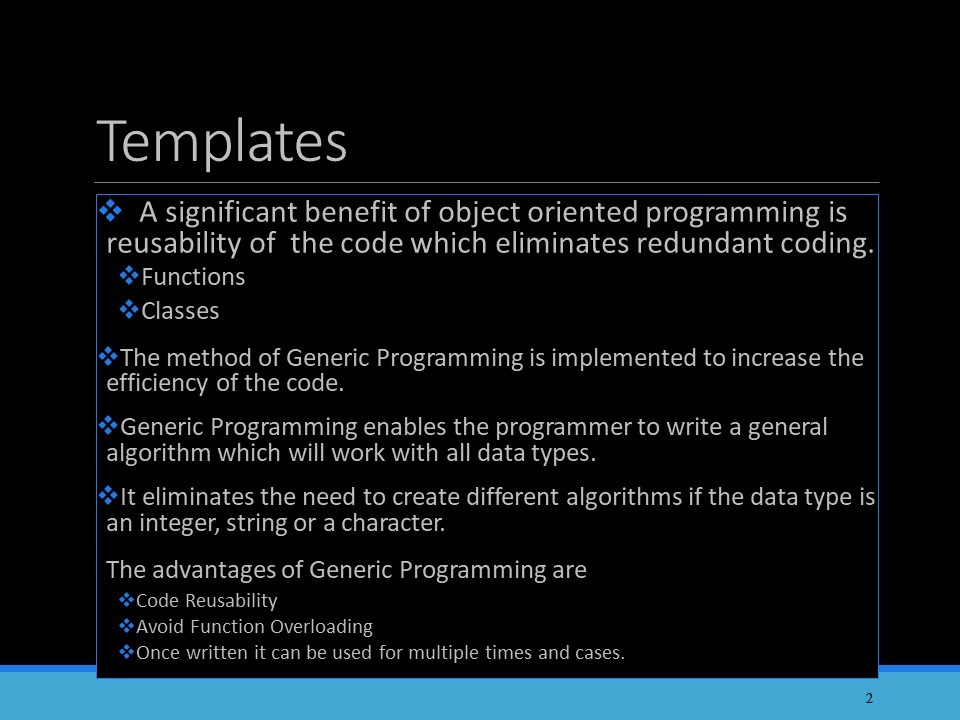 Templates
❖ A significant benefit of object oriented programming is
reusability of the code which eliminates redundant coding.
❖Functions
❖Classes
❖The method of Generic Programming is implemented to increase the
efficiency of the code.
❖Generic Programming enables the programmer to write a general
algorithm which will work with all data types.
❖It eliminates the need to create different algorithms if the data type is
an integer, string or a character.
The advantages of Generic Programming are
❖Code Reusability
❖Avoid Function Overloading
❖Once written it can be used for multiple times and cases.
2